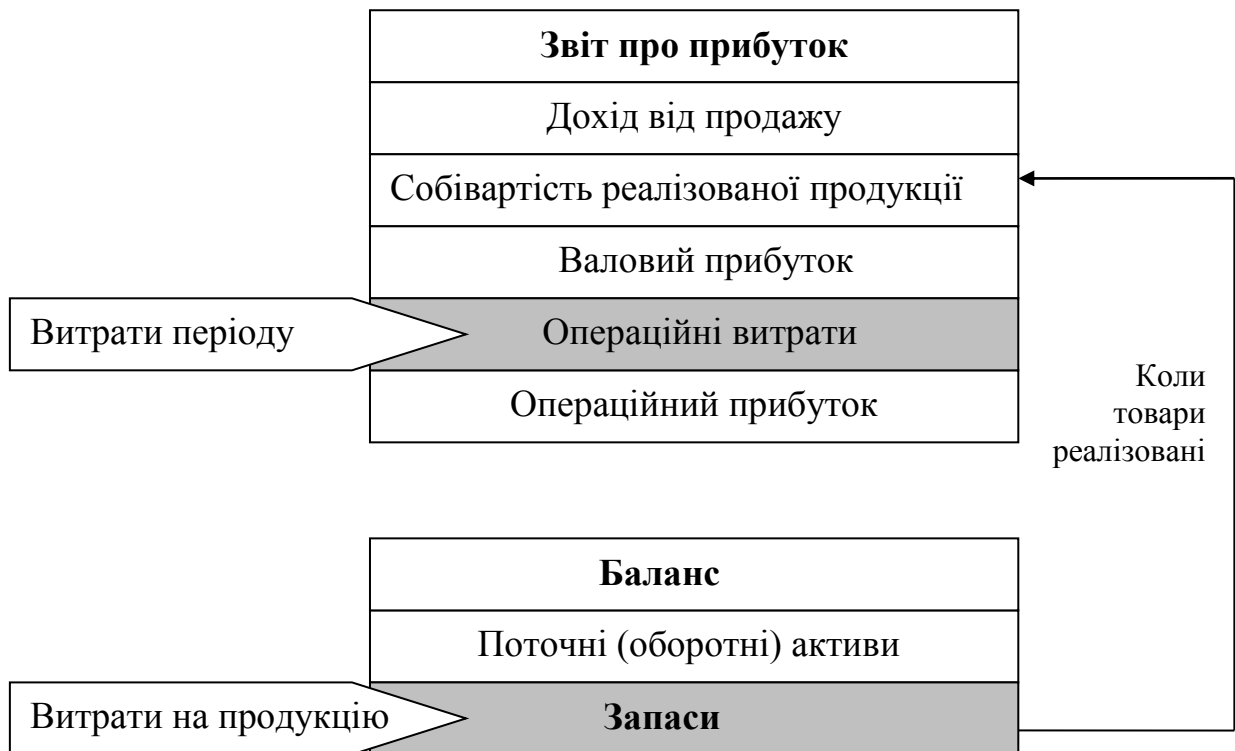 Звіт про прибуток
Дохід від продажу
Собівартість реалізованої продукції
Валовий прибуток
Витрати періоду
Операційні витрати
Операційний прибуток
Коли
товари
реалізовані
Баланс
Поточні (оборотні) активи
Витрати на продукцію
Запаси